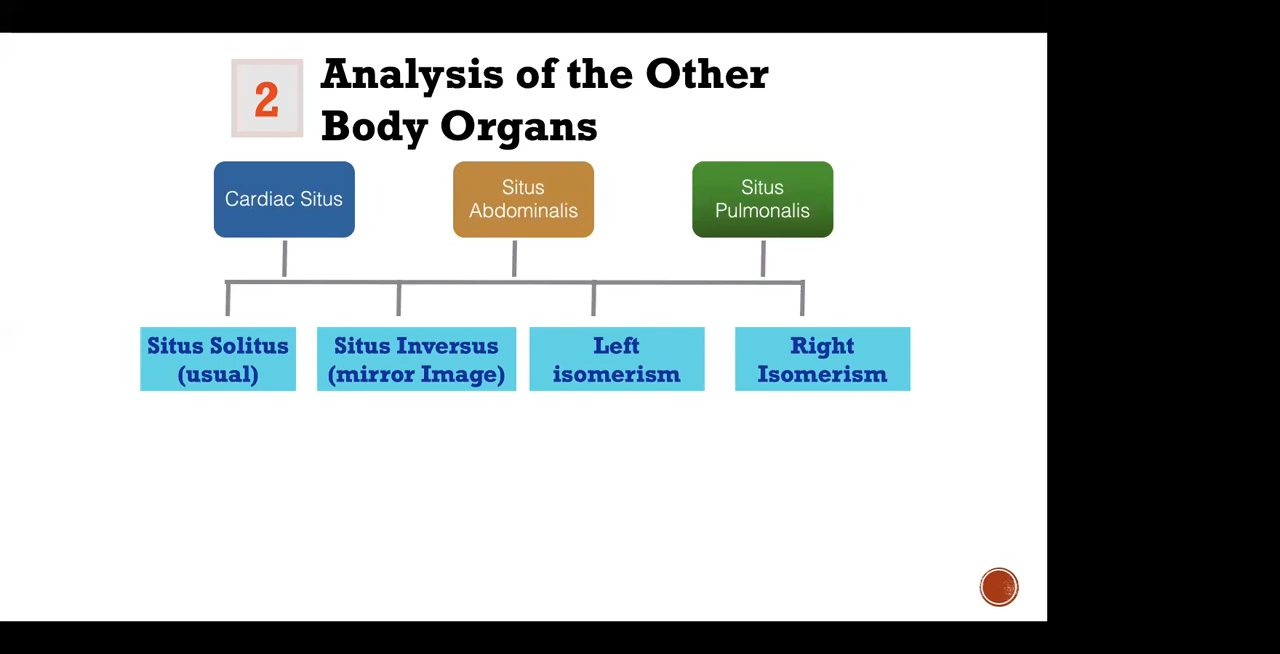 2
Analysis of the Other
Body Organs
Cardiac Situs
Situs
Abdominalis
Situs
Pulmonalis
Situs Solitus
(usual)
Situs Inversus
(mirror Image)
Left
isomerism
Right
Isomerism